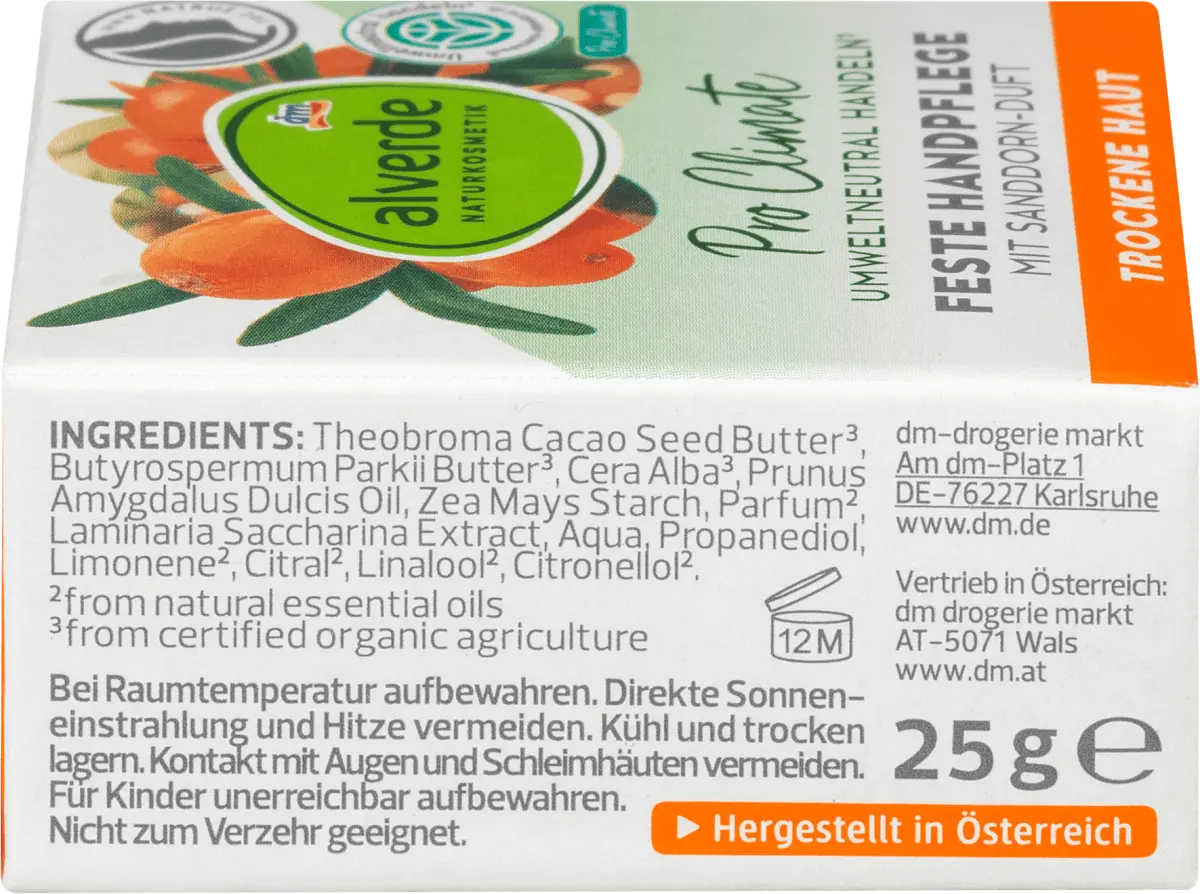 dm
alverde
NATURKOSMETIK
Pro Climate
UMWELTNEUTRAL HANDELN¹
FESTE HANDPFLEGE
MIT SANDDORN-DUFT
TROCKENE HAUT
INGREDIENTS: Theobroma Cacao Seed Butter³,
Butyrospermum Parkii Butter³, Cera Alba³, Prunus
Amygdalus Dulcis Oil, Zea Mays Starch, Parfum²,
Laminaria Saccharina Extract, Aqua, Propanediol,
Limonene², Citral², Linalool², Citronellol².
²from natural essential oils
³from certified organic agriculture
12 M
Bei Raumtemperatur aufbewahren. Direkte Sonnen-
einstrahlung und Hitze vermeiden. Kühl und trocken
lagern. Kontakt mit Augen und Schleimhäuten vermeiden.
Für Kinder unerreichbar aufbewahren.
Nicht zum Verzehr geeignet.
dm-drogerie markt
Am dm-Platz 1
DE-76227 Karlsruhe
www.dm.de
Vertrieb in Österreich:
dm drogerie markt
AT-5071 Wals
www.dm.at
25 g ℮
Hergestellt in Österreich